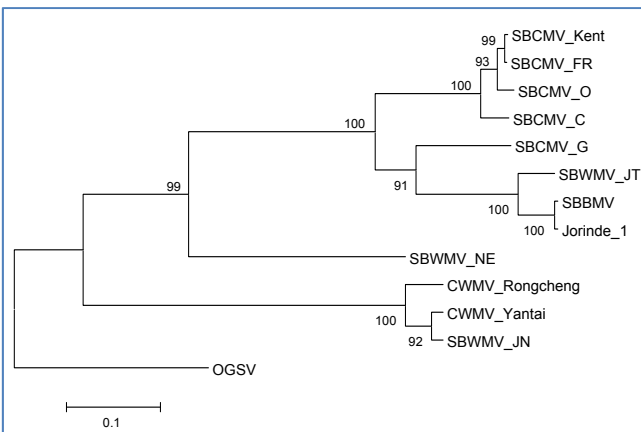 SBCMV_Kent
99
SBCMV_FR
93
SBCMV_O
100
SBCMV_C
100
SBCMV_G
SBWMV_JT
91
SBBMV
100
Jorinde_1
100
99
SBWMV_NE
CWMV_Rongcheng
CWMV_Yantai
100
SBWMV_JN
92
OGSV
0.1